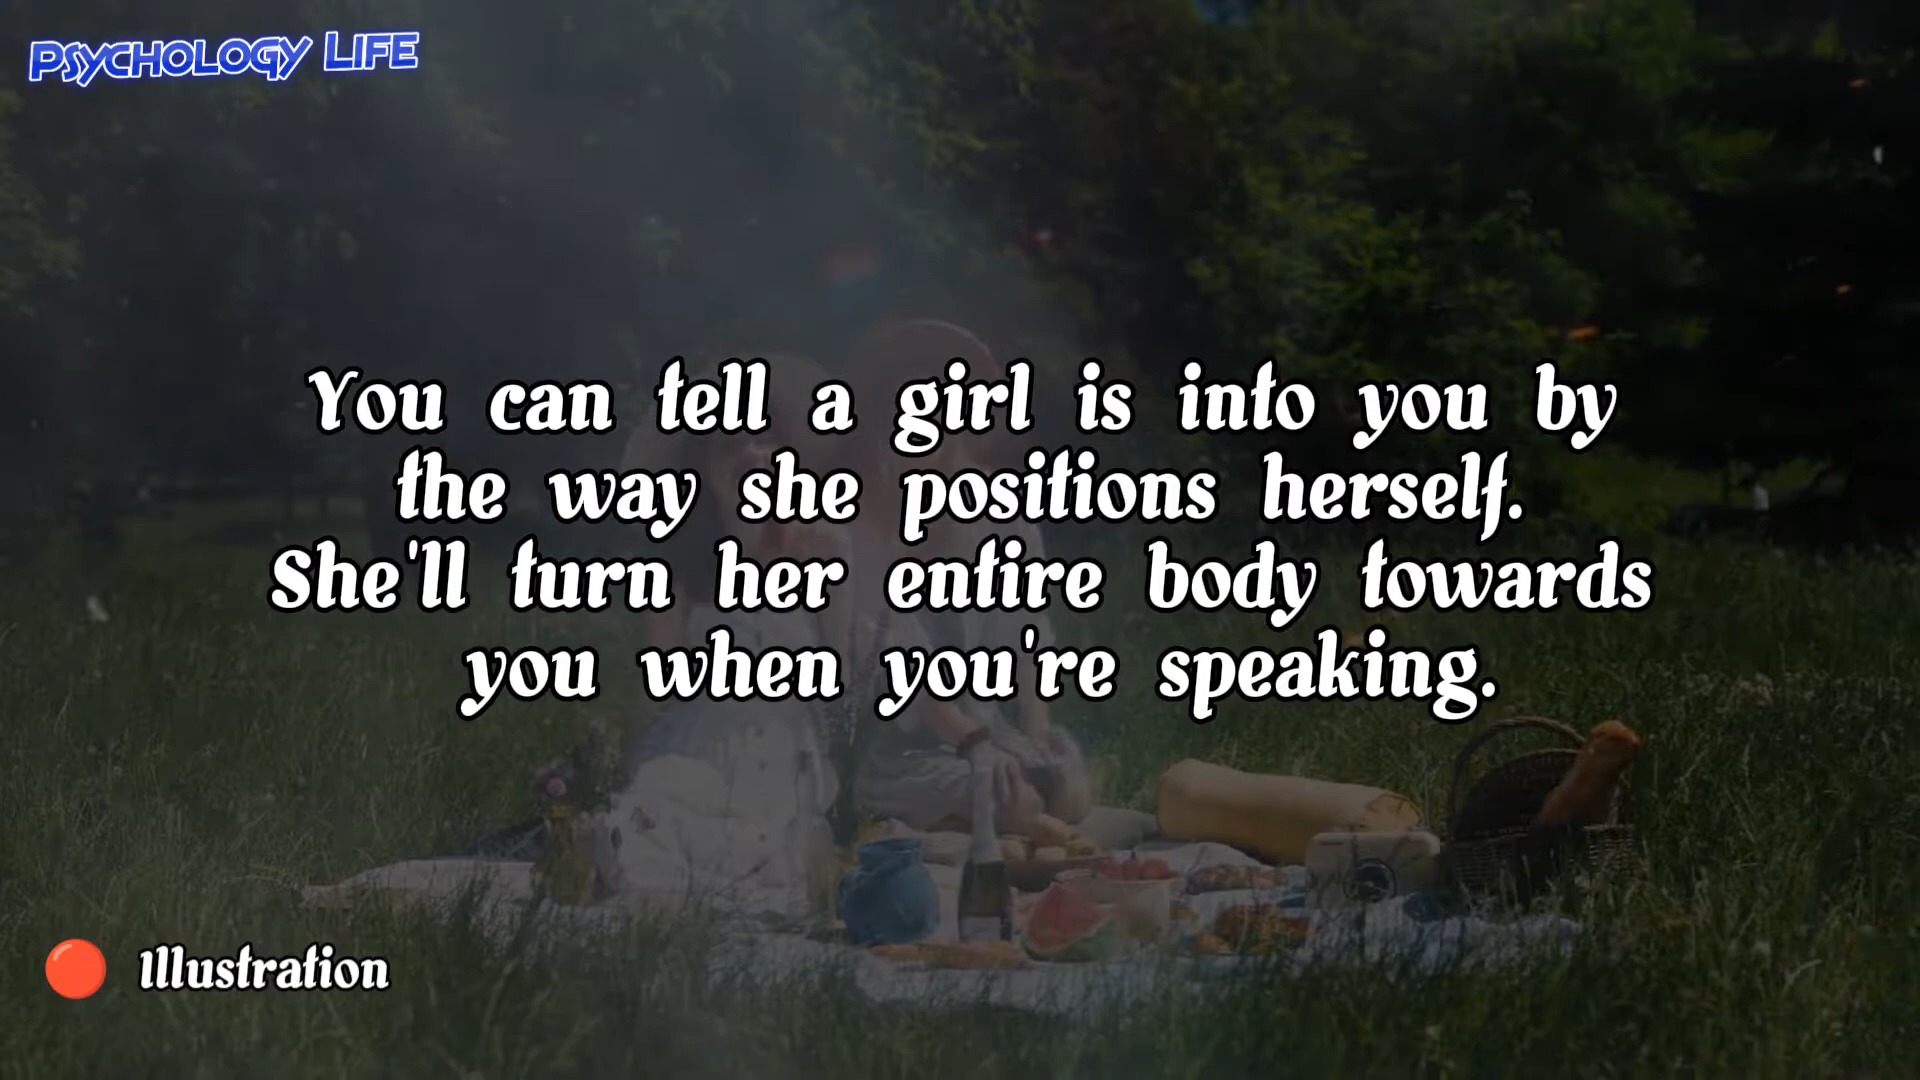 PSYCHOLOGY LIFE
You can tell a girl is into you by
the way she positions herself.
She'll turn her entire body towards
you when you're speaking.
Illustration